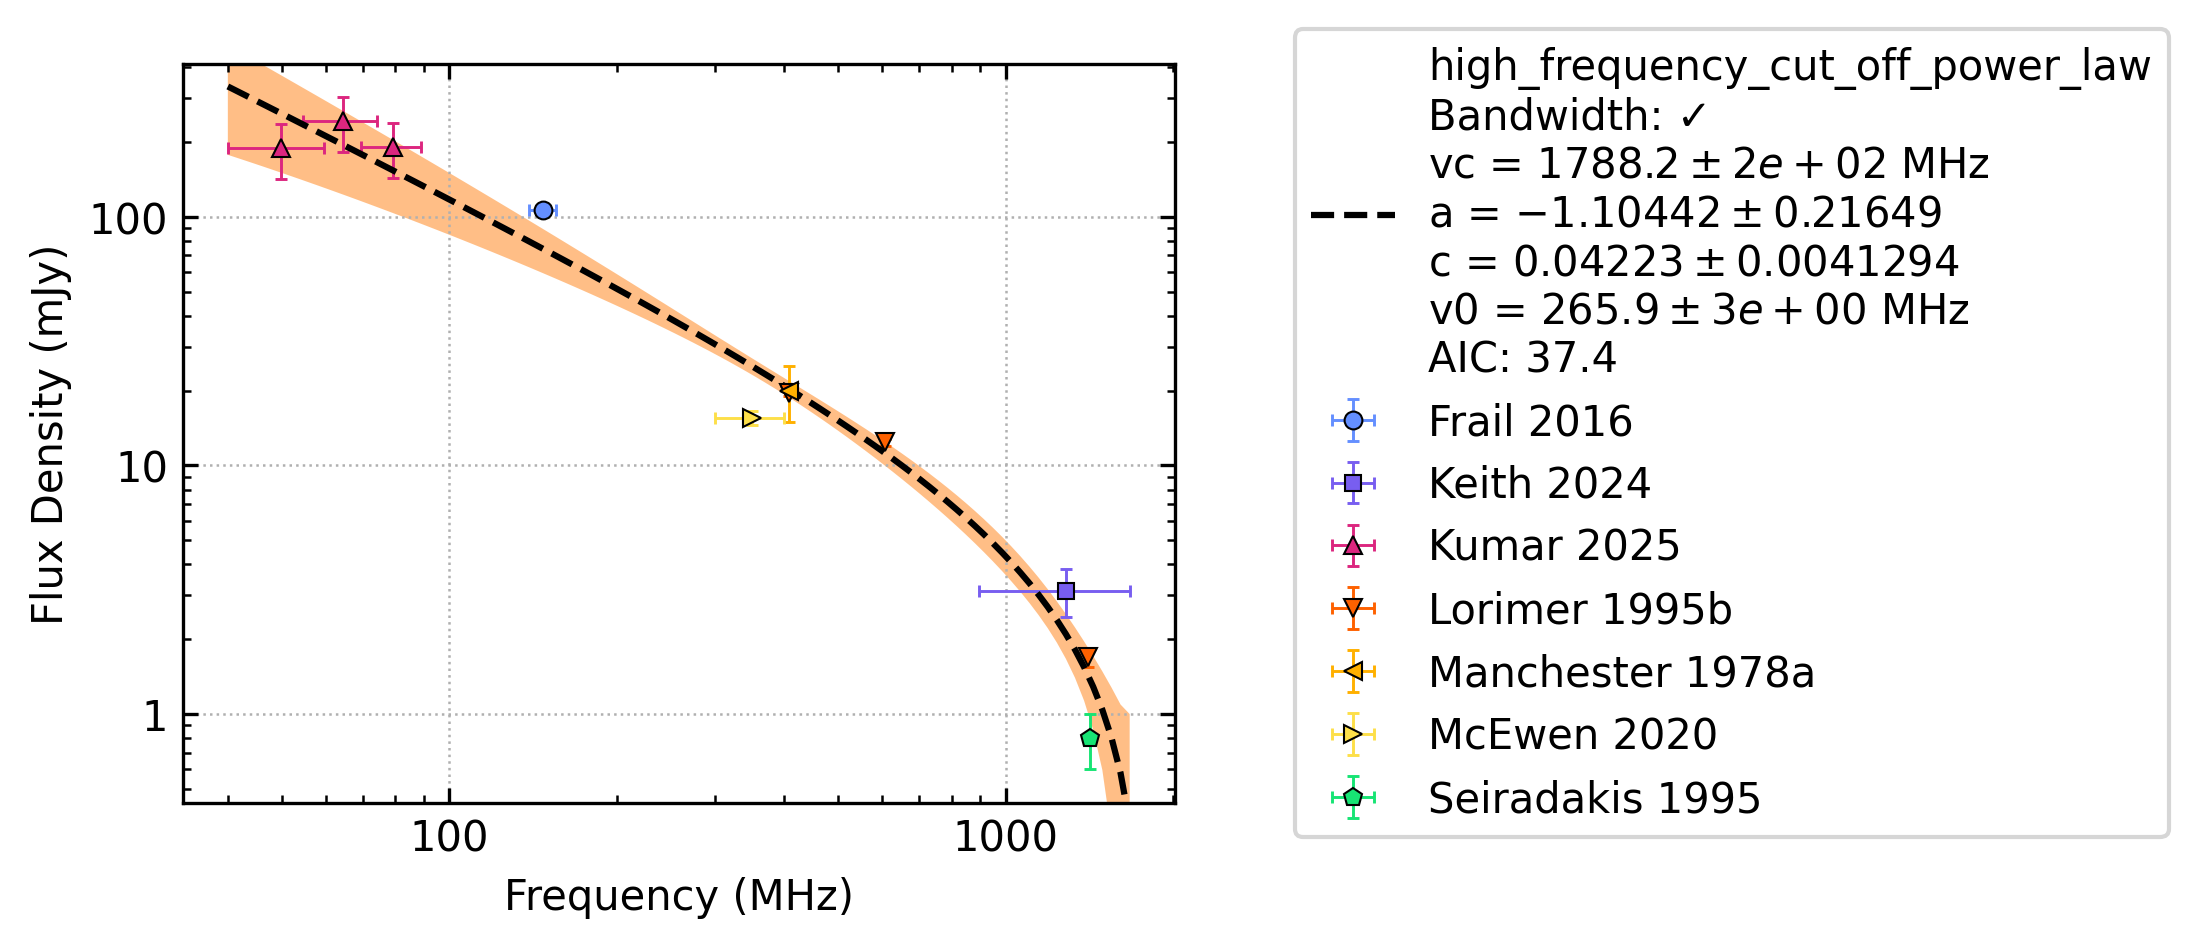 high_frequency_cut_off_power_law
Bandwidth: ✓
vc = 1788.2 ± 2e + 02 MHz
a = −1.10442 ± 0.21649
c = 0.04223 ± 0.0041294
v0 = 265.9 ± 3e + 00 MHz
AIC: 37.4
Frail 2016
Keith 2024
Kumar 2025
Lorimer 1995b
Manchester 1978a
McEwen 2020
Seiradakis 1995
Flux Density (mJy)
100
10
1
100
1000
Frequency (MHz)